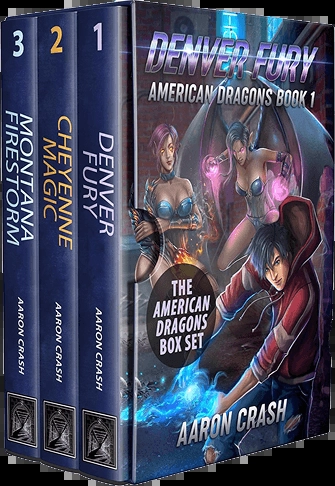 3
MONTANA
FIRESTORM
AARON CRASH
2
CHEYENNE
MAGIC
AARON CRASH
1
DENVER
FURY
AARON CRASH
DENVER FURY
AMERICAN DRAGONS BOOK 1
THE
AMERICAN
DRAGONS
BOX SET
AARON CRASH